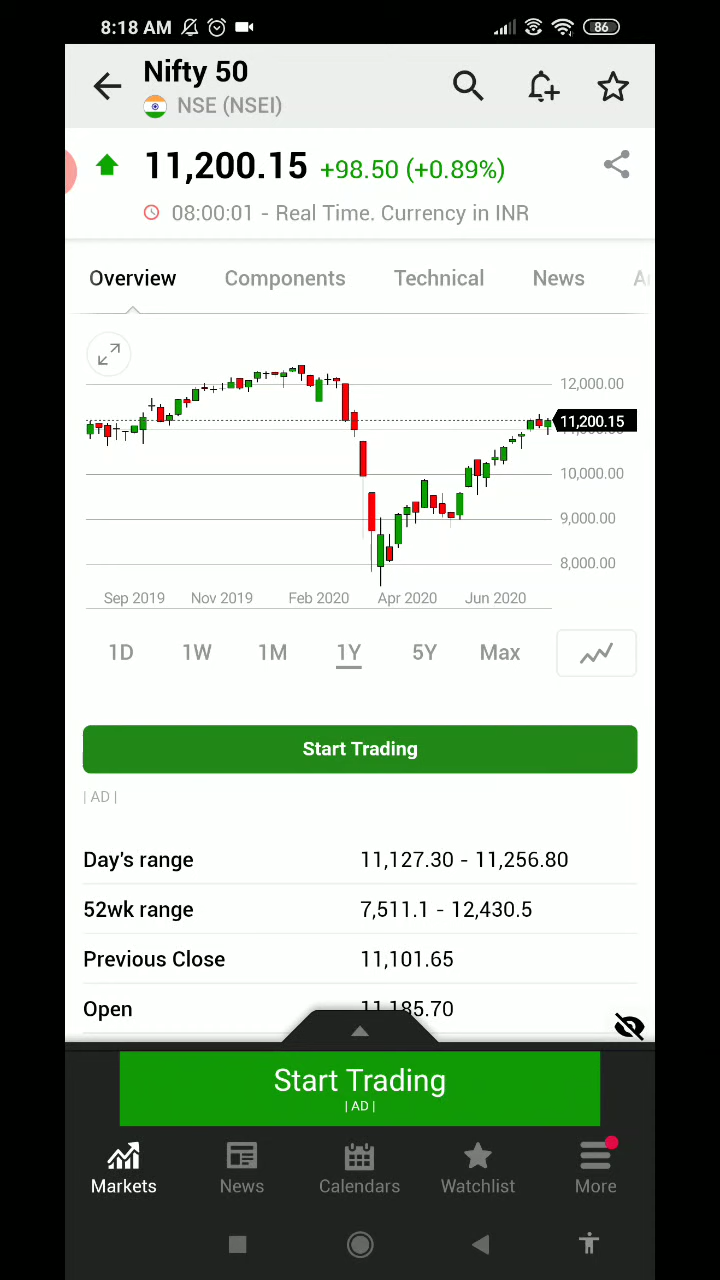 8:18 AM 86
Nifty 50
NSE (NSEI)
11,200.15 +98.50 (+0.89%)
08:00:01 - Real Time. Currency in INR
Overview Components Technical News
12,000.00
11,200.15
10,000.00
9,000.00
8,000.00
Sep 2019 Nov 2019 Feb 2020 Apr 2020 Jun 2020
1D 1W 1M 1Y 5Y Max
Start Trading
| AD |
Day's range 11,127.30 - 11,256.80
52wk range 7,511.1 - 12,430.5
Previous Close 11,101.65
Open 11,185.70
Start Trading
| AD |
Markets News Calendars Watchlist More